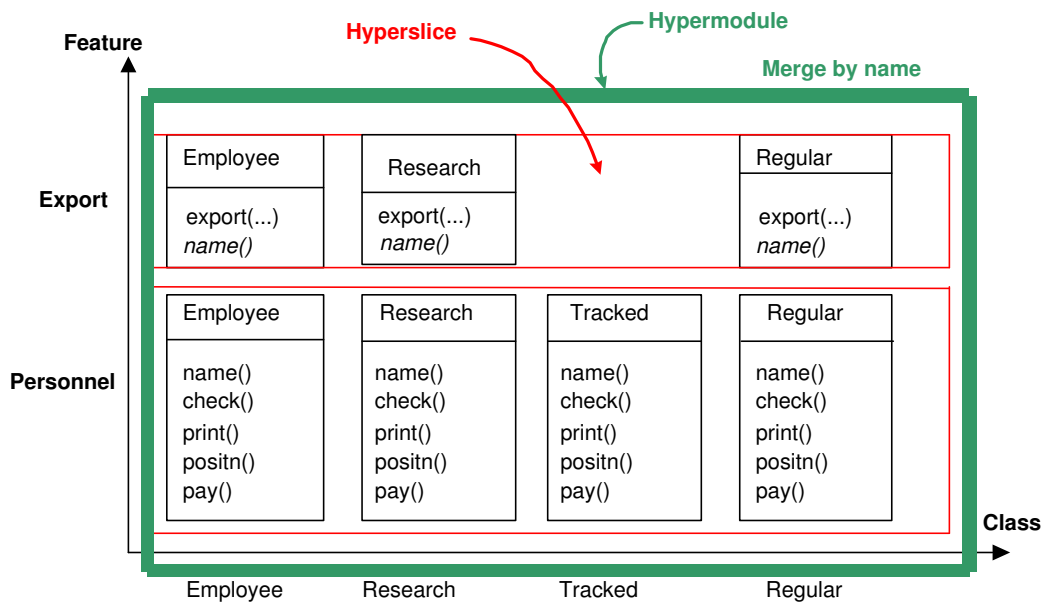 Feature
Hyperslice
Hypermodule
Merge by name
Export
Employee
export(...)
name()
Research
export(...)
name()
Regular
export(...)
name()
Personnel
Employee
name()
check()
print()
positn()
pay()
Research
name()
check()
print()
positn()
pay()
Tracked
name()
check()
print()
positn()
pay()
Regular
name()
check()
print()
positn()
pay()
Class
Employee
Research
Tracked
Regular